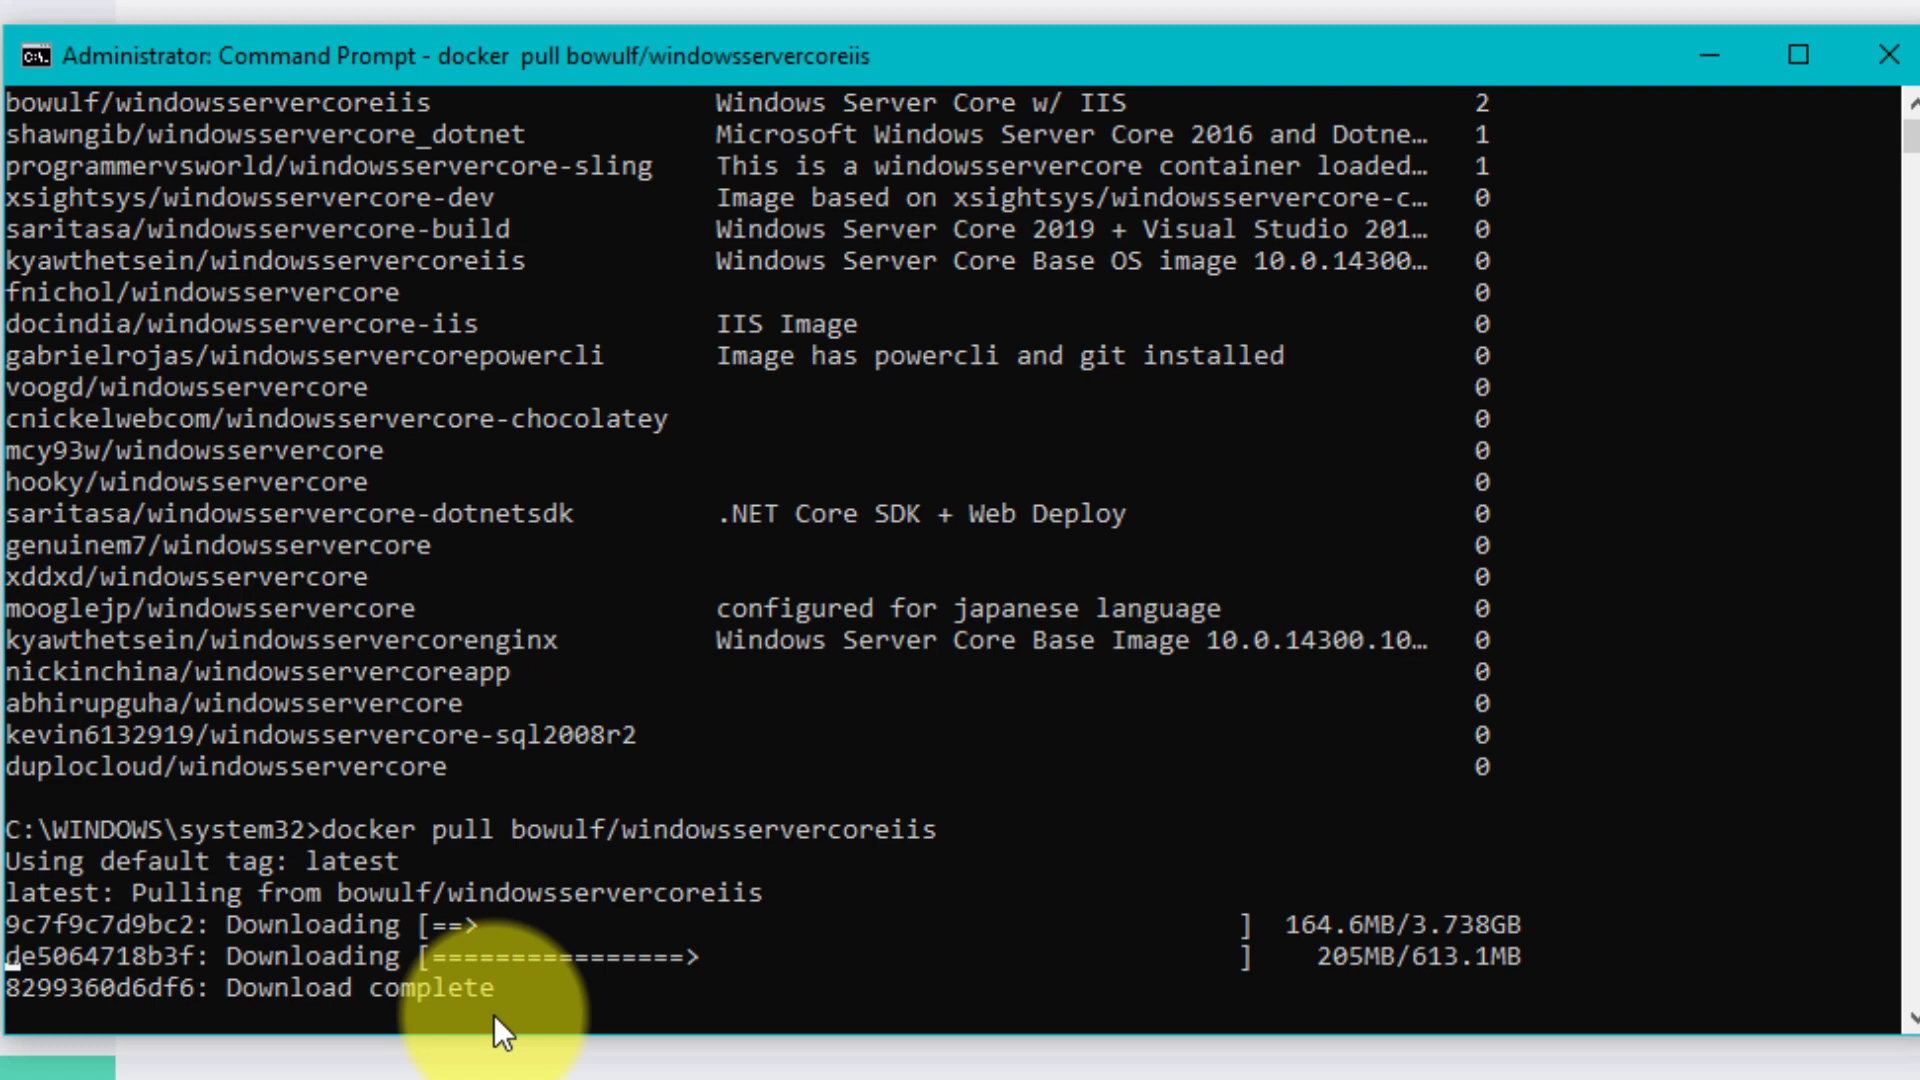 Administrator: Command Prompt - docker  pull bowulf/windowsservercoreiis
bowulf/windowsservercoreiis Windows Server Core w/ IIS 2
shawngib/windowsservercore_dotnet Microsoft Windows Server Core 2016 and Dotne… 1
programmervsworld/windowsservercore-sling This is a windowsservercore container loaded… 1
xsightsys/windowsservercore-dev Image based on xsightsys/windowsservercore-c… 0
saritasa/windowsservercore-build Windows Server Core 2019 + Visual Studio 201… 0
kyawthetsein/windowsservercoreiis Windows Server Core Base OS image 10.0.14300… 0
fnichol/windowsservercore 0
docindia/windowsservercore-iis IIS Image 0
gabrielrojas/windowsservercorepowercli Image has powercli and git installed 0
voogd/windowsservercore 0
cnickelwebcom/windowsservercore-chocolatey 0
mcy93w/windowsservercore 0
hooky/windowsservercore 0
saritasa/windowsservercore-dotnetsdk .NET Core SDK + Web Deploy 0
genuinem7/windowsservercore 0
xddxd/windowsservercore 0
mooglejp/windowsservercore configured for japanese language 0
kyawthetsein/windowsservercorenginx Windows Server Core Base Image 10.0.14300.10… 0
nickinchina/windowsservercoreapp 0
abhirupguha/windowsservercore 0
kevin6132919/windowsservercore-sql2008r2 0
duplocloud/windowsservercore 0
C:\WINDOWS\system32>docker pull bowulf/windowsservercoreiis
Using default tag: latest
latest: Pulling from bowulf/windowsservercoreiis
9c7f9c7d9bc2: Downloading [==> ] 164.6MB/3.738GB
de5064718b3f: Downloading [================> ] 205MB/613.1MB
8299360d6df6: Download complete